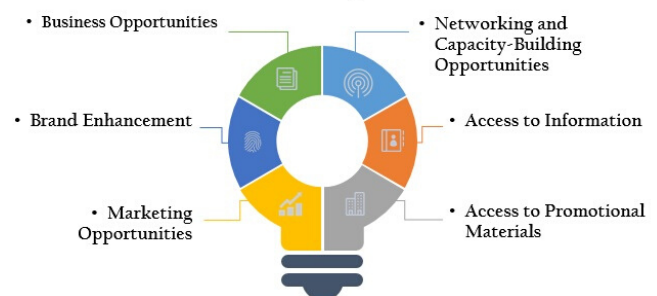 • Business Opportunities
• Networking and
Capacity-Building
Opportunities
• Brand Enhancement
• Access to Information
• Marketing
Opportunities
• Access to Promotional
Materials